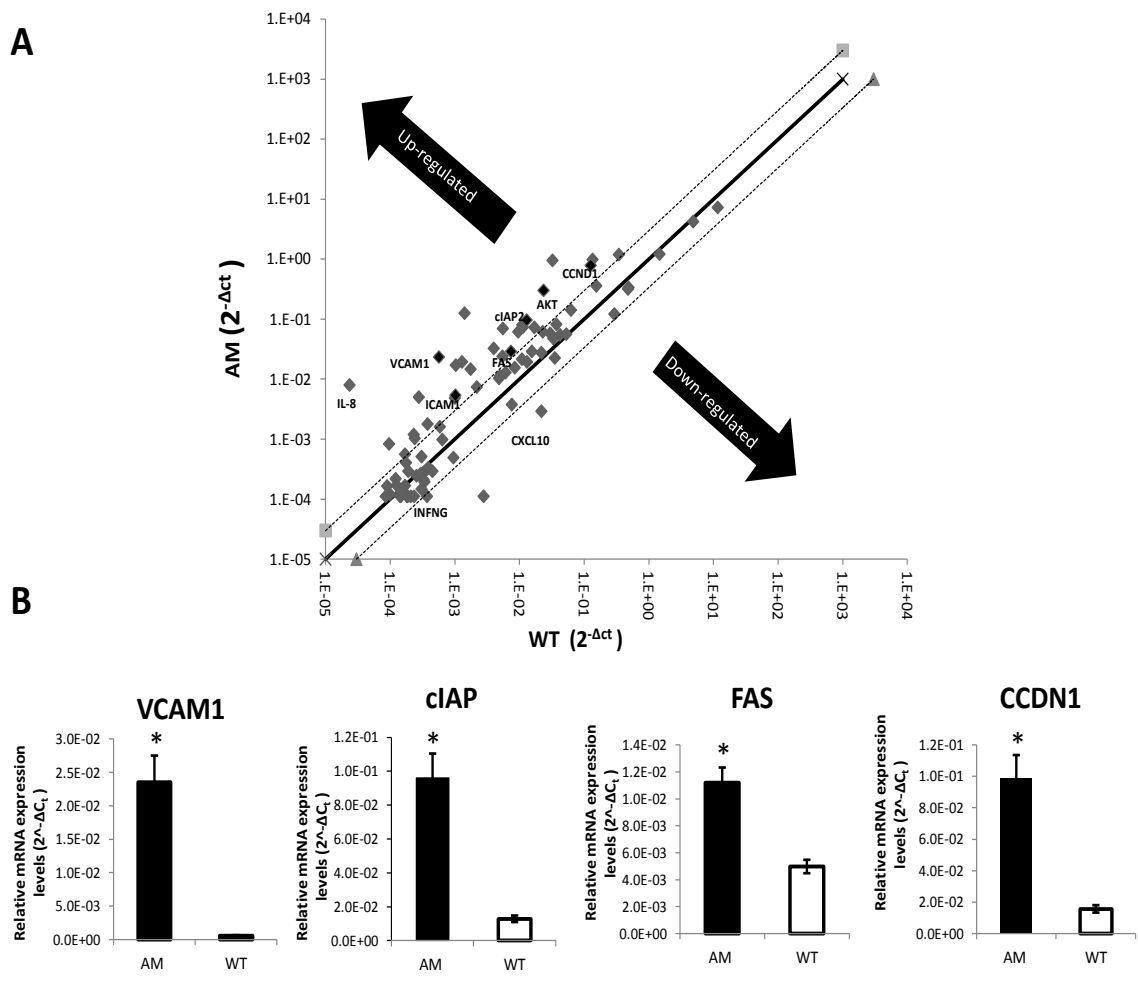 A
1.E+04
1.E+03
1.E+02
1.E+01
1.E+00
1.E-01
1.E-02
1.E-03
1.E-04
1.E-05
AM (2-Δct )
Up-regulated
Down-regulated
CCND1
AKT
cIAP2
VCAM1
FAS
IL-8
ICAM1
CXCL10
INFNG
1.E-05
1.E-04
1.E-03
1.E-02
1.E-01
1.E+00
1.E+01
1.E+02
1.E+03
1.E+04
WT (2-Δct )
B
VCAM1
Relative mRNA expression
levels (2^-ΔCt )
3.0E-02
2.5E-02
2.0E-02
1.5E-02
1.0E-02
5.0E-03
0.0E+00
*
AM WT
cIAP
Relative mRNA expression
levels (2^-ΔCt )
1.2E-01
1.0E-01
8.0E-02
6.0E-02
4.0E-02
2.0E-02
0.0E+00
*
AM WT
FAS
Relative mRNA expression
levels (2^-ΔCt )
1.4E-02
1.2E-02
1.0E-02
8.0E-03
6.0E-03
4.0E-03
2.0E-03
0.0E+00
*
AM WT
CCDN1
Relative mRNA expression
levels (2^-ΔCt )
1.2E-01
1.0E-01
8.0E-02
6.0E-02
4.0E-02
2.0E-02
0.0E+00
*
AM WT